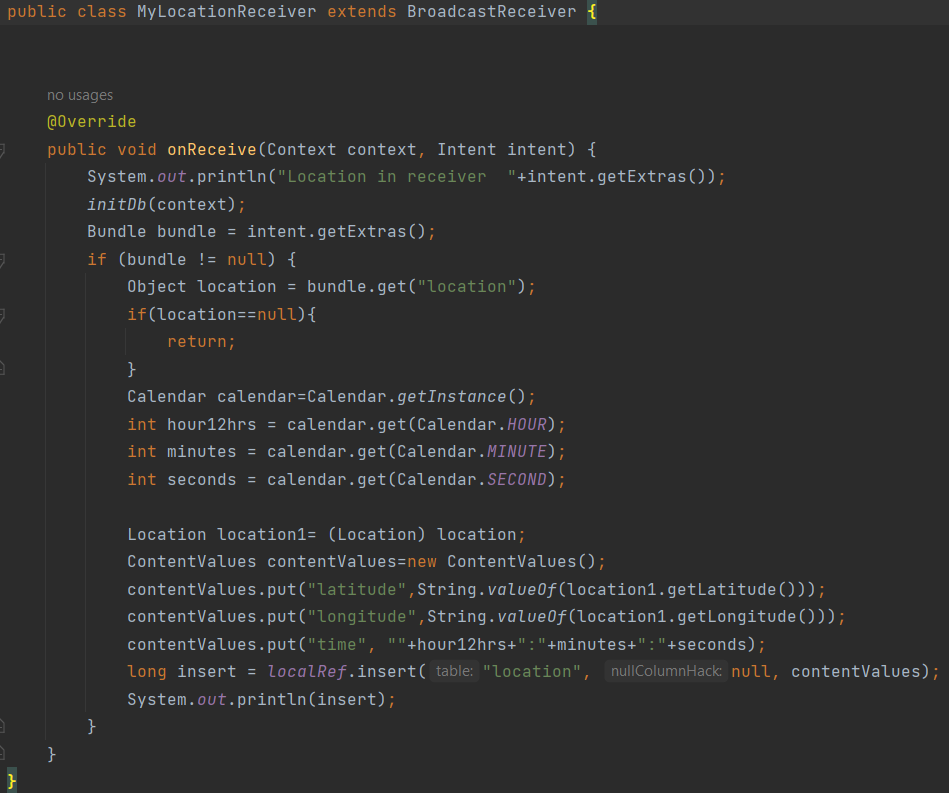 public class MyLocationReceiver extends BroadcastReceiver {
no usages
@Override
public void onReceive(Context context, Intent intent) {
System.out.println("Location in receiver  "+intent.getExtras());
initDb(context);
Bundle bundle = intent.getExtras();
if (bundle != null) {
Object location = bundle.get("location");
if(location==null){
return;
}
Calendar calendar=Calendar.getInstance();
int hour12hrs = calendar.get(Calendar.HOUR);
int minutes = calendar.get(Calendar.MINUTE);
int seconds = calendar.get(Calendar.SECOND);
Location location1= (Location) location;
ContentValues contentValues=new ContentValues();
contentValues.put("latitude",String.valueOf(location1.getLatitude()));
contentValues.put("longitude",String.valueOf(location1.getLongitude()));
contentValues.put("time", ""+hour12hrs+":"+minutes+":"+seconds);
long insert = localRef.insert( table: "location", nullColumnHack: null, contentValues);
System.out.println(insert);
}
}
}